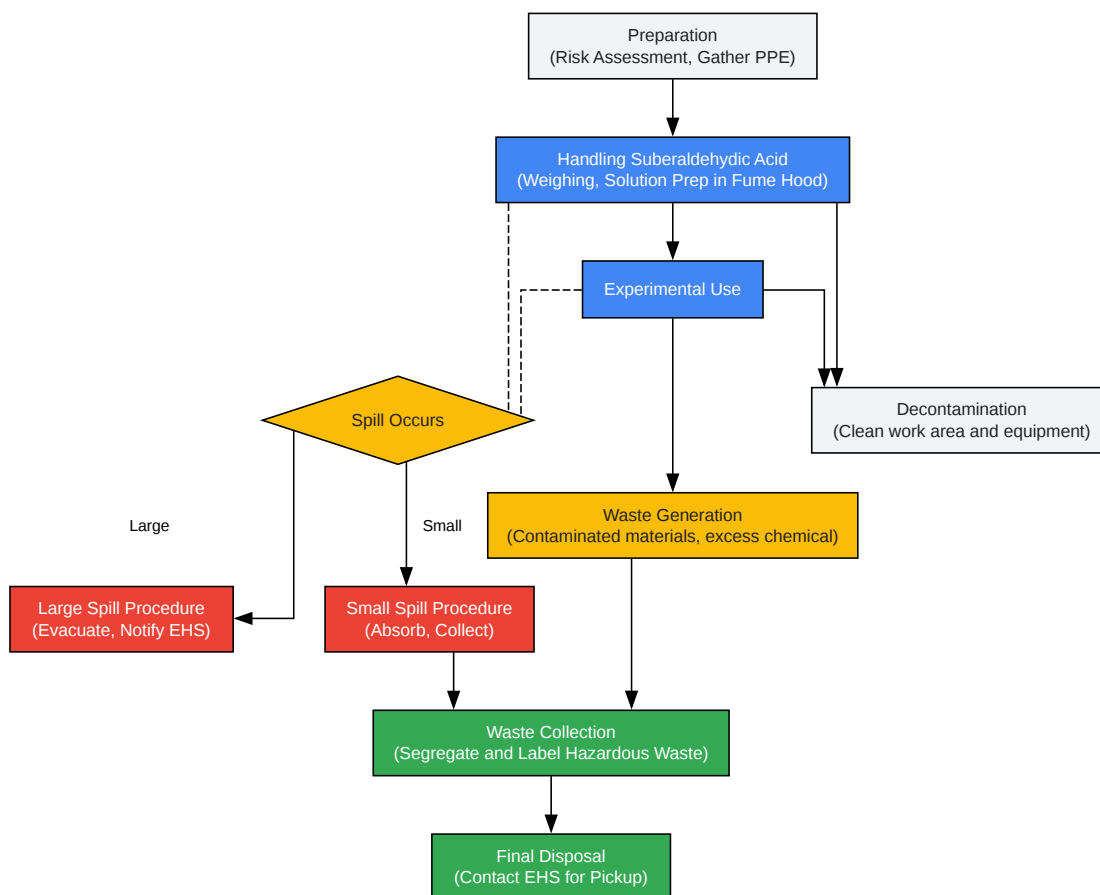 Preparation
(Risk Assessment, Gather PPE)
Handling Suberaldehydic Acid
(Weighing, Solution Prep in Fume Hood)
Experimental Use
Decontamination
(Clean work area and equipment)
Spill Occurs
Waste Generation
(Contaminated materials, excess chemical)
Large
Small
Large Spill Procedure
(Evacuate, Notify EHS)
Small Spill Procedure
(Absorb, Collect)
Waste Collection
(Segregate and Label Hazardous Waste)
Final Disposal
(Contact EHS for Pickup)